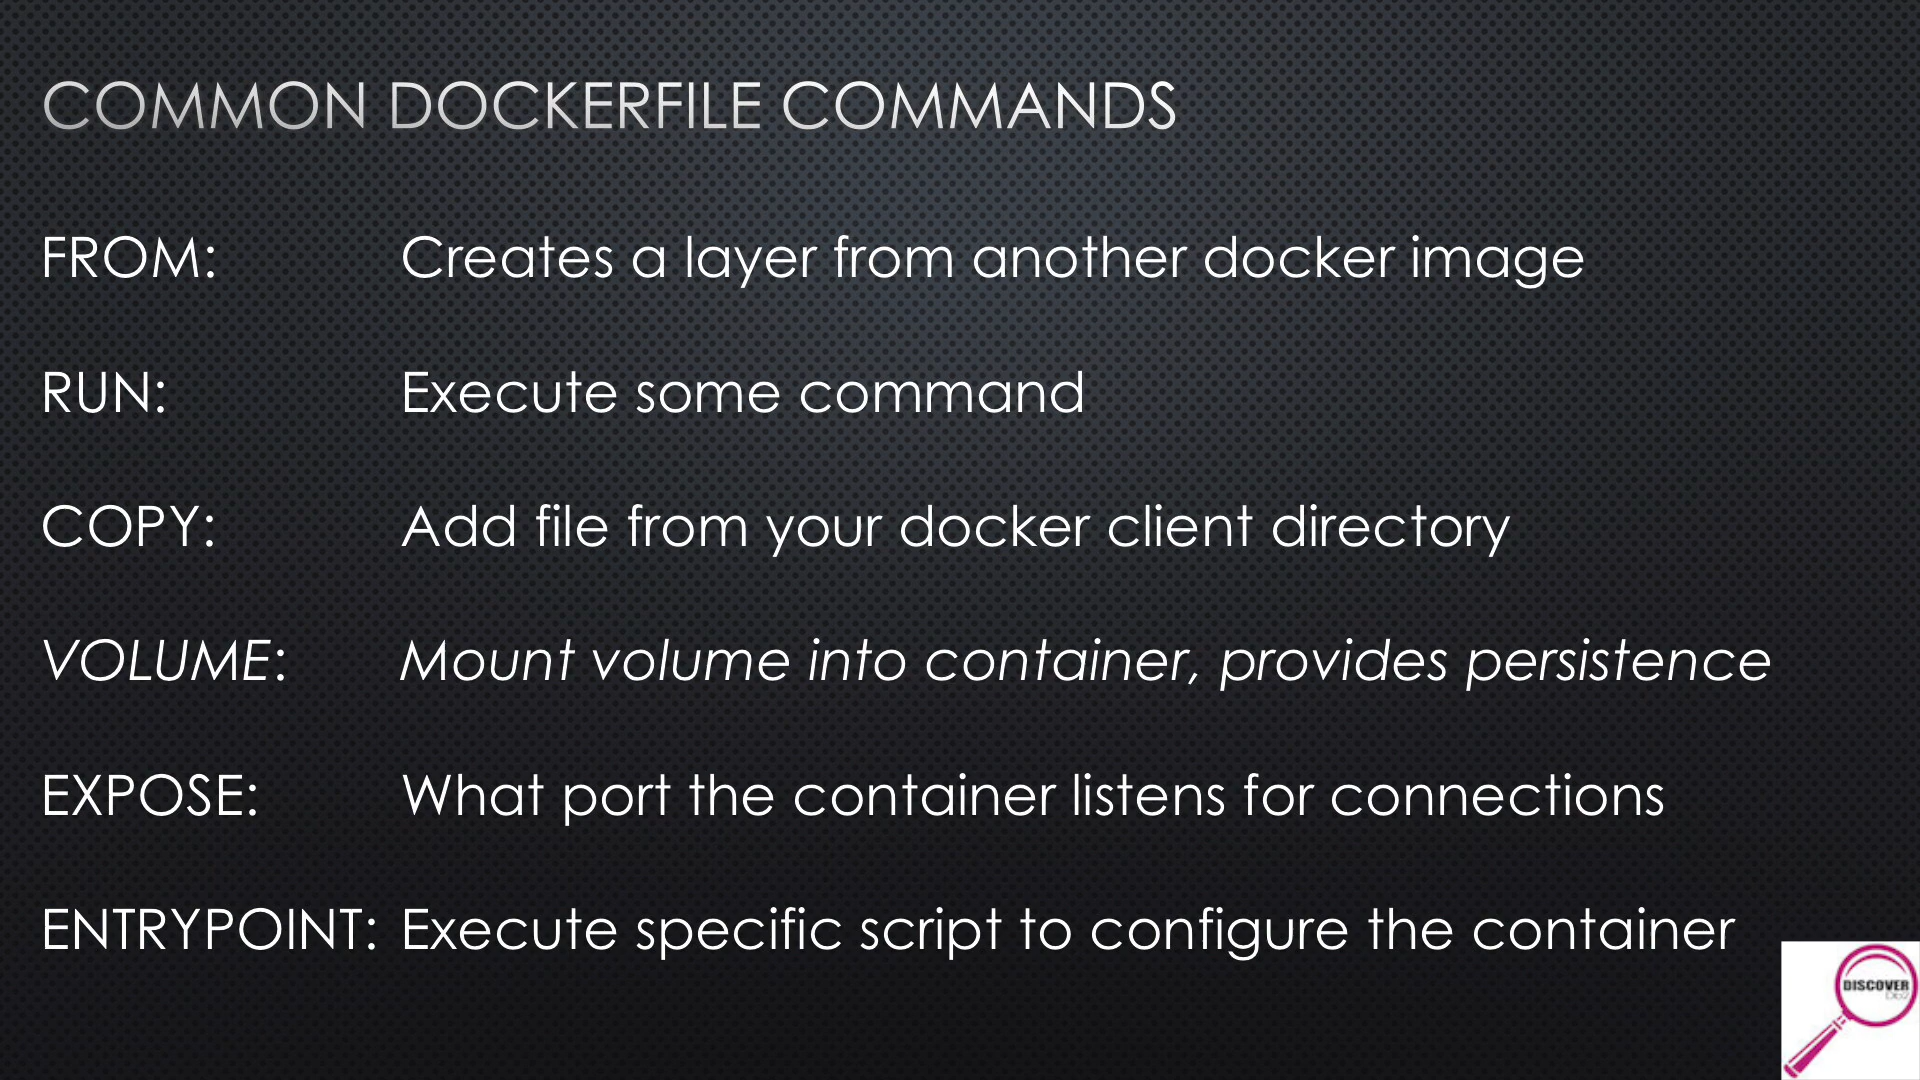 COMMON DOCKERFILE COMMANDS
FROM: Creates a layer from another docker image
RUN: Execute some command
COPY: Add file from your docker client directory
VOLUME: Mount volume into container, provides persistence
EXPOSE: What port the container listens for connections
ENTRYPOINT: Execute specific script to configure the container
DISCOVER
Db2